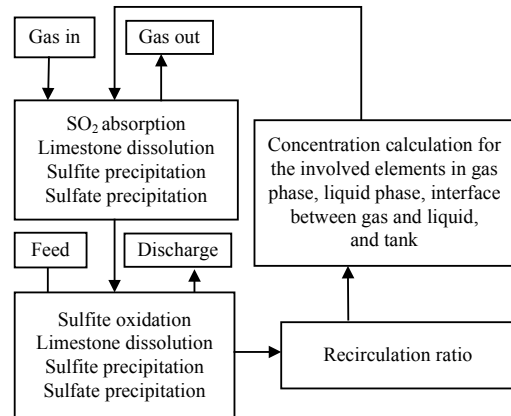 Gas in
Gas out
SO₂ absorption
Limestone dissolution
Sulfite precipitation
Sulfate precipitation
Concentration calculation for
the involved elements in gas
phase, liquid phase, interface
between gas and liquid,
and tank
Feed
Discharge
Sulfite oxidation
Limestone dissolution
Sulfite precipitation
Sulfate precipitation
Recirculation ratio